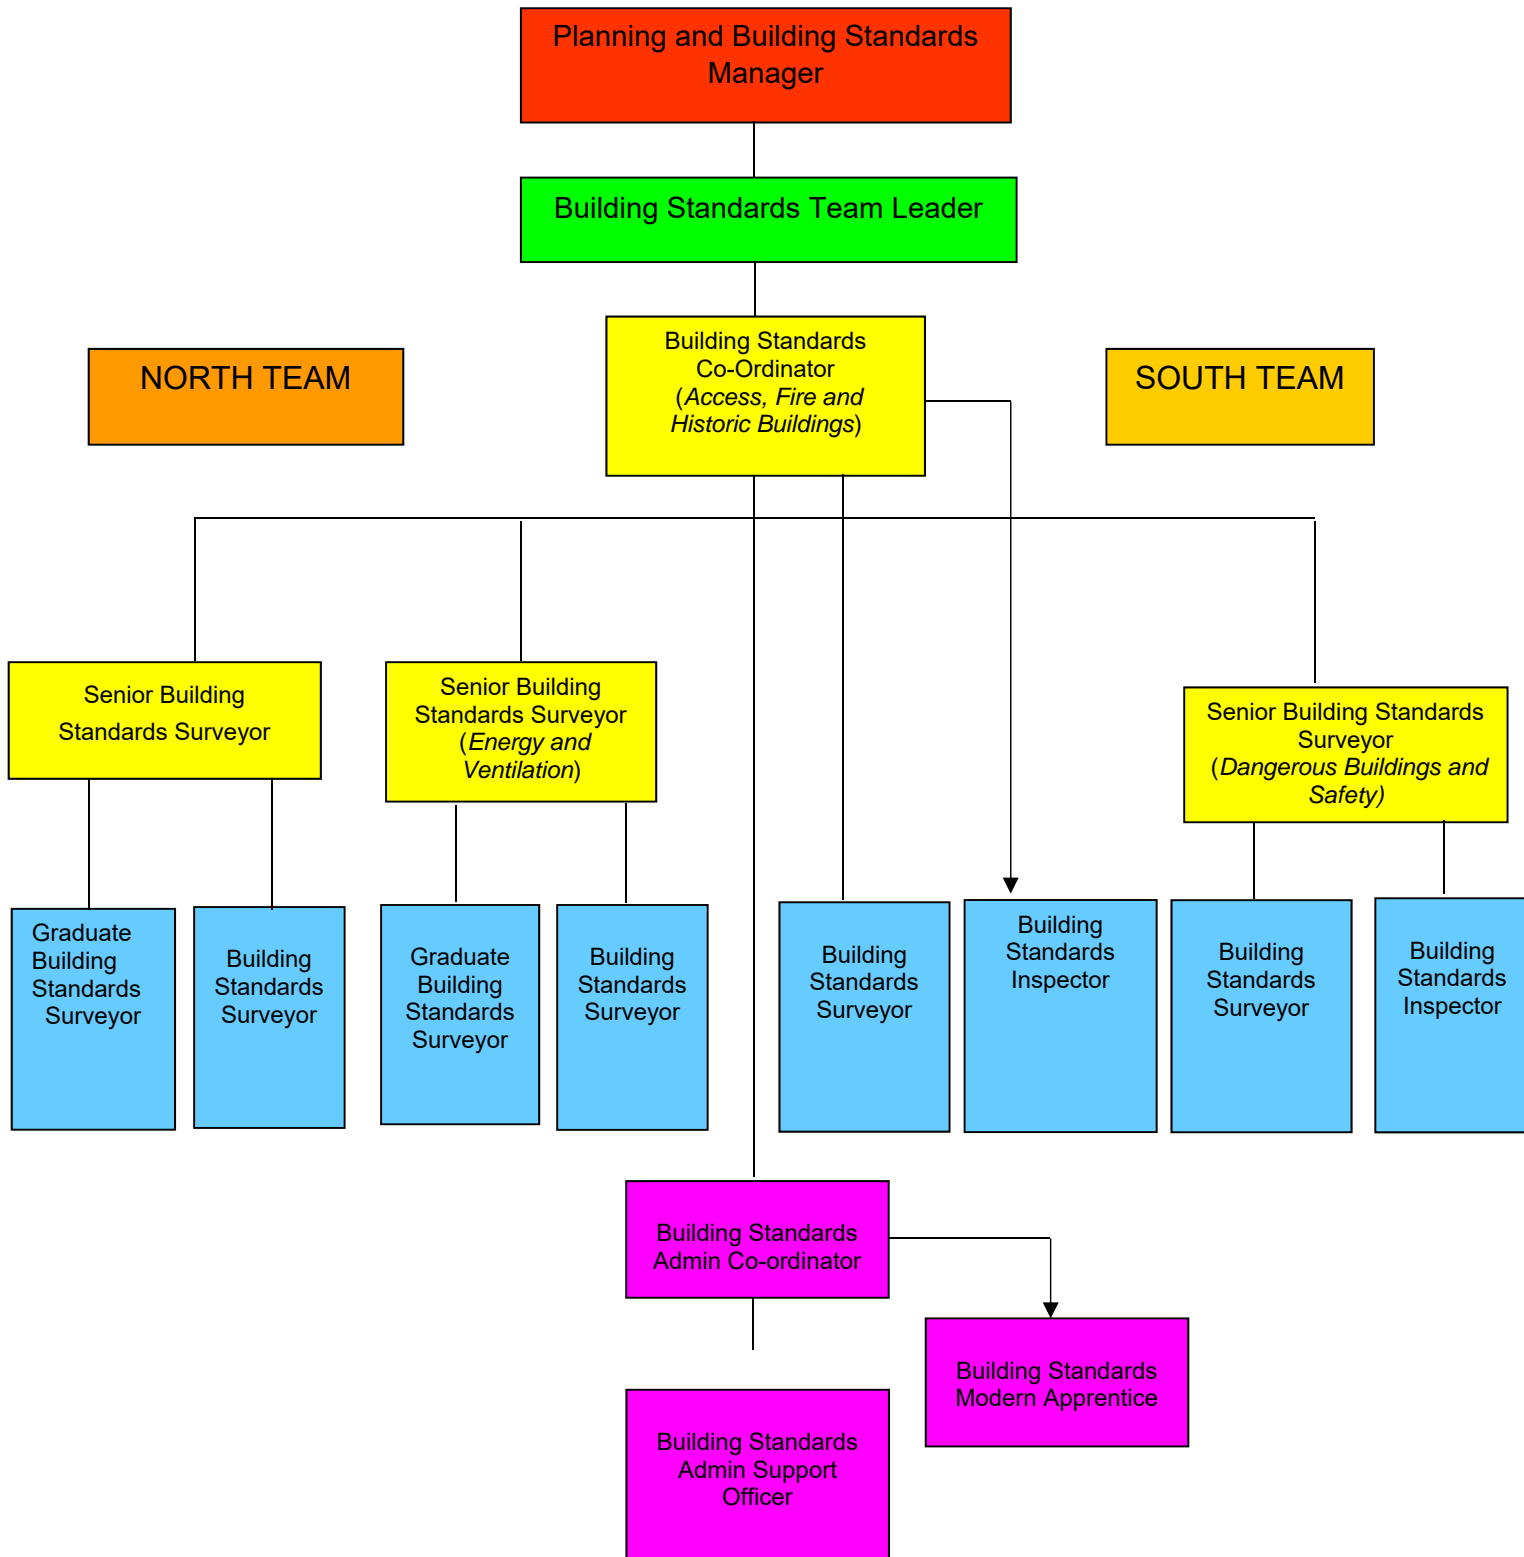 Planning and Building Standards
Manager
Building Standards Team Leader
NORTH TEAM
Building Standards
Co-Ordinator
(Access, Fire and
Historic Buildings)
SOUTH TEAM
Senior Building
Standards Surveyor
Senior Building
Standards Surveyor
(Energy and
Ventilation)
Senior Building Standards
Surveyor
(Dangerous Buildings and
Safety)
Graduate
Building
Standards
Surveyor
Building
Standards
Surveyor
Graduate
Building
Standards
Surveyor
Building
Standards
Surveyor
Building
Standards
Surveyor
Building
Standards
Inspector
Building
Standards
Surveyor
Building
Standards
Inspector
Building Standards
Admin Co-ordinator
Building Standards
Modern Apprentice
Building Standards
Admin Support
Officer